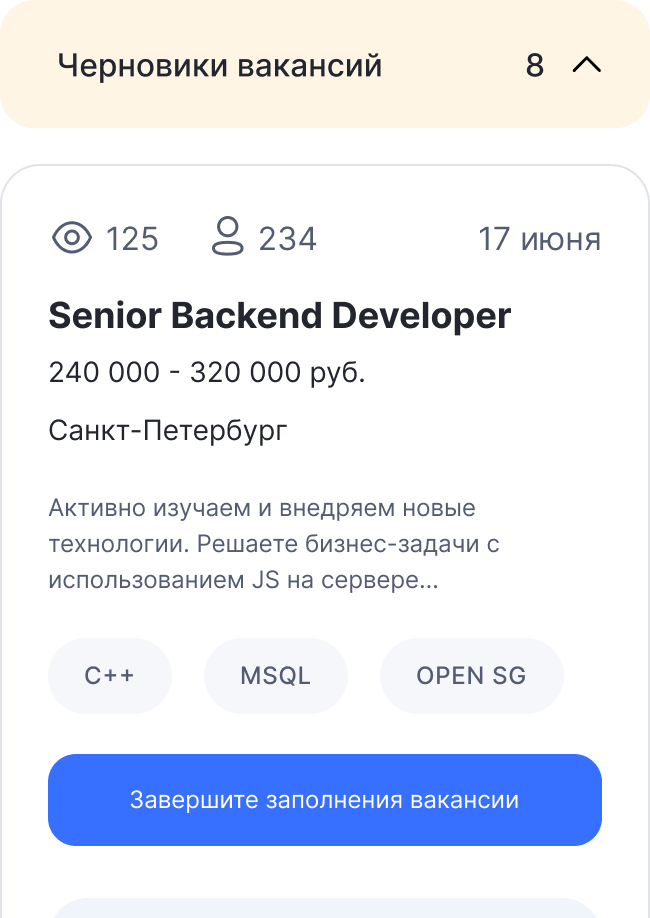 Черновики вакансий 8
125 234 17 июня
Senior Backend Developer
240 000 - 320 000 руб.
Санкт-Петербург
Активно изучаем и внедряем новые
технологии. Решаете бизнес-задачи с
использованием JS на сервере...
C++ MSQL OPEN SG
Завершите заполнения вакансии